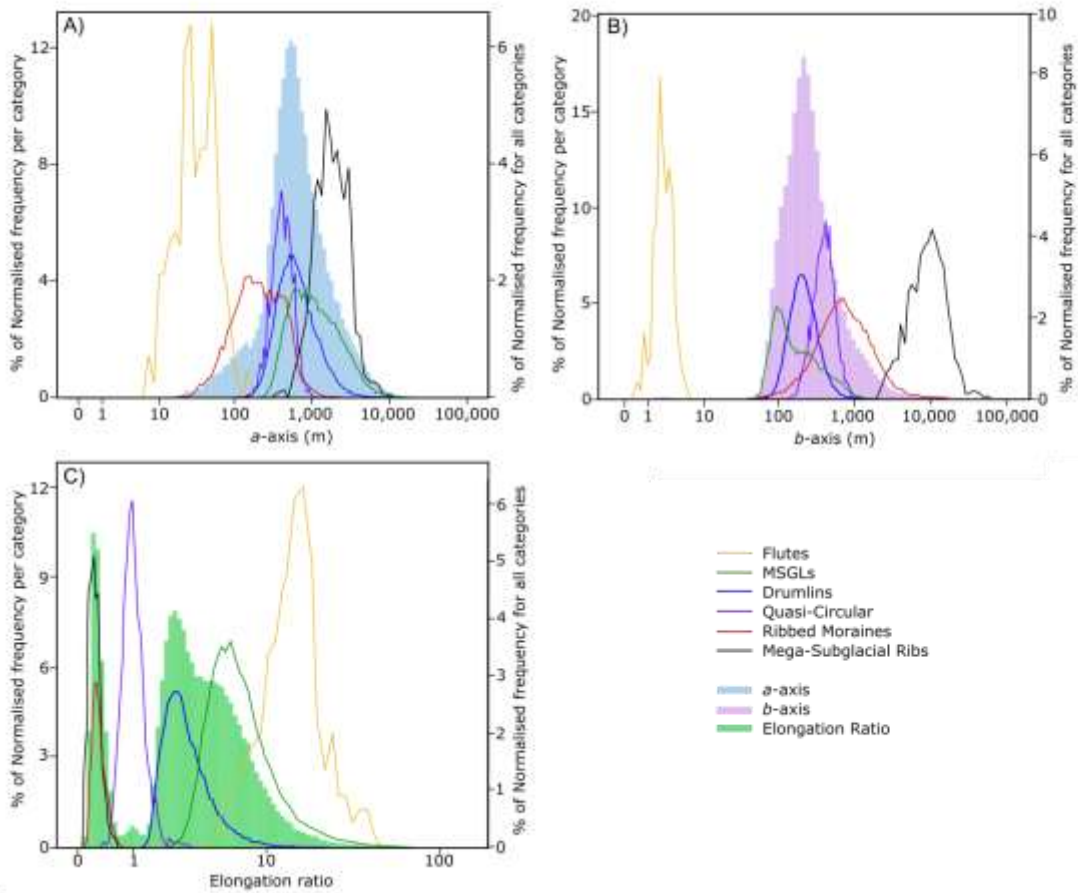 A)
% of Normalised frequency per category
12
8
4
0
% of Normalised frequency for all categories
6
4
2
0
0 1 10 100 1,000 10,000 100,000
a-axis (m)
B)
% of Normalised frequency per category
20
15
10
5
0
% of Normalised frequency for all categories
10
8
6
4
2
0
0 1 10 100 1,000 10,000 100,000
b-axis (m)
C)
% of Normalised frequency per category
12
9
6
3
0
% of Normalised frequency for all categories
6
5
4
3
2
1
0
0 1 10 100
Elongation ratio
Flutes
MSGLs
Drumlins
Quasi-Circular
Ribbed Moraines
Mega-Subglacial Ribs
a-axis
b-axis
Elongation Ratio